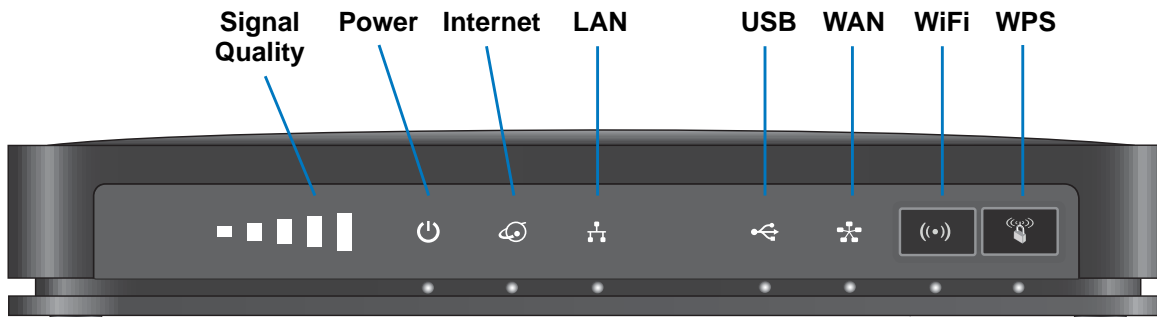 Signal Quality
Power
Internet
LAN
USB
WAN
WiFi
WPS